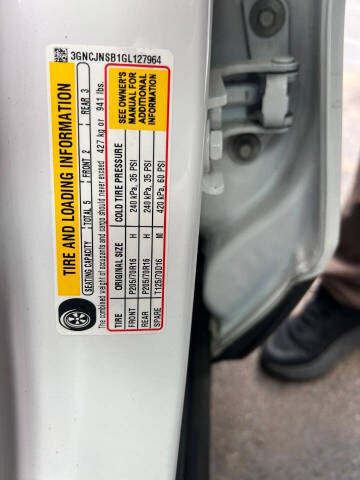 3GNCJNSB1GL127964
TIRE AND LOADING INFORMATION
SEATING CAPACITY TOTAL 5 FRONT 2 REAR 3
The combined weight of occupants and cargo should never exceed 427 kg or 941 lbs.
TIRE ORIGINAL SIZE COLD TIRE PRESSURE
FRONT P205/70R16 H 240 kPa, 35 PSI
REAR P205/70R16 H 240 kPa, 35 PSI
SPARE T125/70D16 M 420 kPa, 60 PSI
SEE OWNER'S
MANUAL FOR
ADDITIONAL
INFORMATION